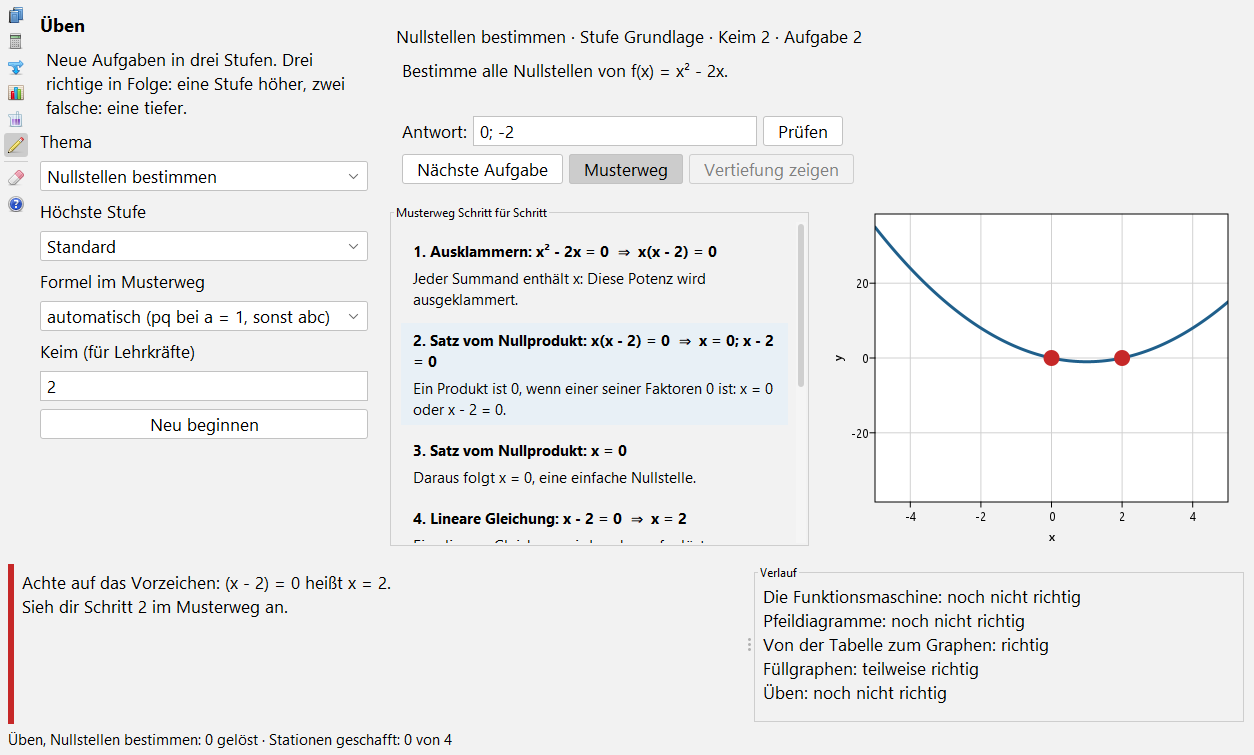 Üben
Neue Aufgaben in drei Stufen. Drei
richtige in Folge: eine Stufe höher, zwei
falsche: eine tiefer.
Thema
Nullstellen bestimmen
Höchste Stufe
Standard
Formel im Musterweg
automatisch (pq bei a = 1, sonst abc)
Keim (für Lehrkräfte)
2
Neu beginnen
Nullstellen bestimmen · Stufe Grundlage · Keim 2 · Aufgabe 2
Bestimme alle Nullstellen von f(x) = x² - 2x.
Antwort: 0; -2 Prüfen
Nächste Aufgabe Musterweg Vertiefung zeigen
Musterweg Schritt für Schritt
1. Ausklammern: x² - 2x = 0 ⇒ x(x - 2) = 0
Jeder Summand enthält x: Diese Potenz wird
ausgeklammert.
2. Satz vom Nullprodukt: x(x - 2) = 0 ⇒ x = 0; x - 2
= 0
Ein Produkt ist 0, wenn einer seiner Faktoren 0 ist: x = 0
oder x - 2 = 0.
3. Satz vom Nullprodukt: x = 0
Daraus folgt x = 0, eine einfache Nullstelle.
4. Lineare Gleichung: x - 2 = 0 ⇒ x = 2
20
0
-20
y
-4 -2 0 2 4
x
Achte auf das Vorzeichen: (x - 2) = 0 heißt x = 2.
Sieh dir Schritt 2 im Musterweg an.
Verlauf
Die Funktionsmaschine: noch nicht richtig
Pfeildiagramme: noch nicht richtig
Von der Tabelle zum Graphen: richtig
Füllgraphen: teilweise richtig
Üben: noch nicht richtig
Üben, Nullstellen bestimmen: 0 gelöst · Stationen geschafft: 0 von 4